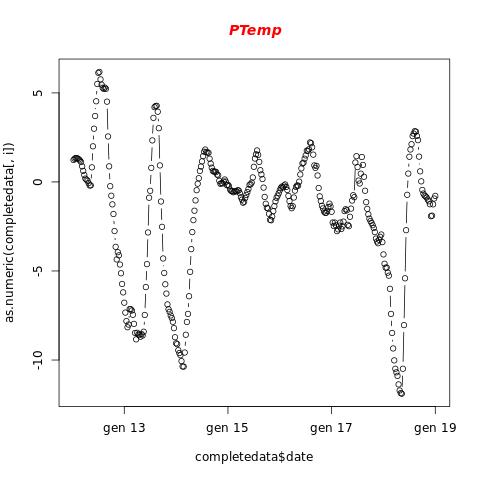 PTemp
as.numeric(completedata[, i])
5
0
-5
-10
gen 13
gen 15
gen 17
gen 19
completedata$date